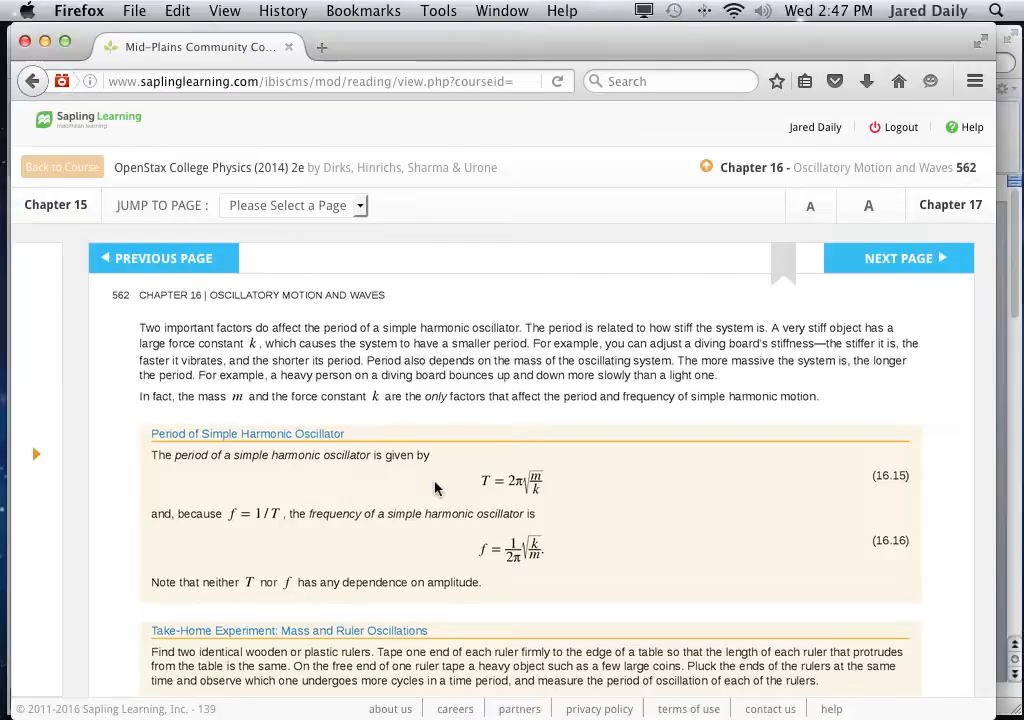 Firefox File Edit View History Bookmarks Tools Window Help Wed 2:47 PM Jared Daily
Mid-Plains Community Co...
www.saplinglearning.com/ibiscms/mod/reading/view.php?courseid= Search
Sapling Learning
macmillan learning
Jared Daily Logout Help
Back to Course OpenStax College Physics (2014) 2e by Dirks, Hinrichs, Sharma & Urone Chapter 16 - Oscillatory Motion and Waves 562
Chapter 15 JUMP TO PAGE : Please Select a Page A A Chapter 17
PREVIOUS PAGE NEXT PAGE
562 CHAPTER 16 | OSCILLATORY MOTION AND WAVES
Two important factors do affect the period of a simple harmonic oscillator. The period is related to how stiff the system is. A very stiff object has a
large force constant k , which causes the system to have a smaller period. For example, you can adjust a diving board's stiffness—the stiffer it is, the
faster it vibrates, and the shorter its period. Period also depends on the mass of the oscillating system. The more massive the system is, the longer
the period. For example, a heavy person on a diving board bounces up and down more slowly than a light one.
In fact, the mass m and the force constant k are the only factors that affect the period and frequency of simple harmonic motion.
Period of Simple Harmonic Oscillator
The period of a simple harmonic oscillator is given by
T = 2π√(m/k) (16.15)
and, because f = 1 / T , the frequency of a simple harmonic oscillator is
f = 1/2π √(k/m). (16.16)
Note that neither T nor f has any dependence on amplitude.
Take-Home Experiment: Mass and Ruler Oscillations
Find two identical wooden or plastic rulers. Tape one end of each ruler firmly to the edge of a table so that the length of each ruler that protrudes
from the table is the same. On the free end of one ruler tape a heavy object such as a few large coins. Pluck the ends of the rulers at the same
time and observe which one undergoes more cycles in a time period, and measure the period of oscillation of each of the rulers.
© 2011-2016 Sapling Learning, Inc. - 139 about us careers partners privacy policy terms of use contact us help